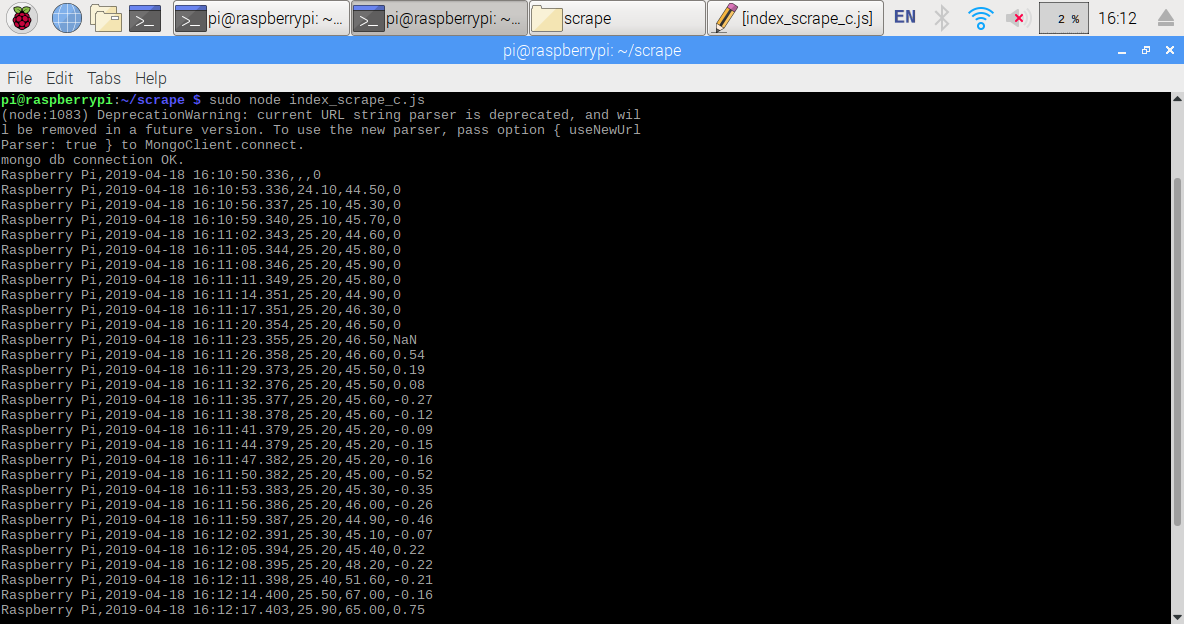 pi@raspberrypi: ~... pi@raspberrypi: ~... scrape [index_scrape_c.js] EN 2 % 16:12
pi@raspberrypi: ~/scrape
File Edit Tabs Help
pi@raspberrypi:~/scrape $ sudo node index_scrape_c.js
(node:1083) DeprecationWarning: current URL string parser is deprecated, and wil
l be removed in a future version. To use the new parser, pass option { useNewUrl
Parser: true } to MongoClient.connect.
mongo db connection OK.
Raspberry Pi,2019-04-18 16:10:50.336,,,0
Raspberry Pi,2019-04-18 16:10:53.336,24.10,44.50,0
Raspberry Pi,2019-04-18 16:10:56.337,25.10,45.30,0
Raspberry Pi,2019-04-18 16:10:59.340,25.10,45.70,0
Raspberry Pi,2019-04-18 16:11:02.343,25.20,44.60,0
Raspberry Pi,2019-04-18 16:11:05.344,25.20,45.80,0
Raspberry Pi,2019-04-18 16:11:08.346,25.20,45.90,0
Raspberry Pi,2019-04-18 16:11:11.349,25.20,45.80,0
Raspberry Pi,2019-04-18 16:11:14.351,25.20,44.90,0
Raspberry Pi,2019-04-18 16:11:17.351,25.20,46.30,0
Raspberry Pi,2019-04-18 16:11:20.354,25.20,46.50,0
Raspberry Pi,2019-04-18 16:11:23.355,25.20,46.50,NaN
Raspberry Pi,2019-04-18 16:11:26.358,25.20,46.60,0.54
Raspberry Pi,2019-04-18 16:11:29.373,25.20,45.50,0.19
Raspberry Pi,2019-04-18 16:11:32.376,25.20,45.50,0.08
Raspberry Pi,2019-04-18 16:11:35.377,25.20,45.60,-0.27
Raspberry Pi,2019-04-18 16:11:38.378,25.20,45.60,-0.12
Raspberry Pi,2019-04-18 16:11:41.379,25.20,45.20,-0.09
Raspberry Pi,2019-04-18 16:11:44.379,25.20,45.20,-0.15
Raspberry Pi,2019-04-18 16:11:47.382,25.20,45.20,-0.16
Raspberry Pi,2019-04-18 16:11:50.382,25.20,45.00,-0.52
Raspberry Pi,2019-04-18 16:11:53.383,25.20,45.30,-0.35
Raspberry Pi,2019-04-18 16:11:56.386,25.20,46.00,-0.26
Raspberry Pi,2019-04-18 16:11:59.387,25.20,44.90,-0.46
Raspberry Pi,2019-04-18 16:12:02.391,25.30,45.10,-0.07
Raspberry Pi,2019-04-18 16:12:05.394,25.20,45.40,0.22
Raspberry Pi,2019-04-18 16:12:08.395,25.20,48.20,-0.22
Raspberry Pi,2019-04-18 16:12:11.398,25.40,51.60,-0.21
Raspberry Pi,2019-04-18 16:12:14.400,25.50,67.00,-0.16
Raspberry Pi,2019-04-18 16:12:17.403,25.90,65.00,0.75